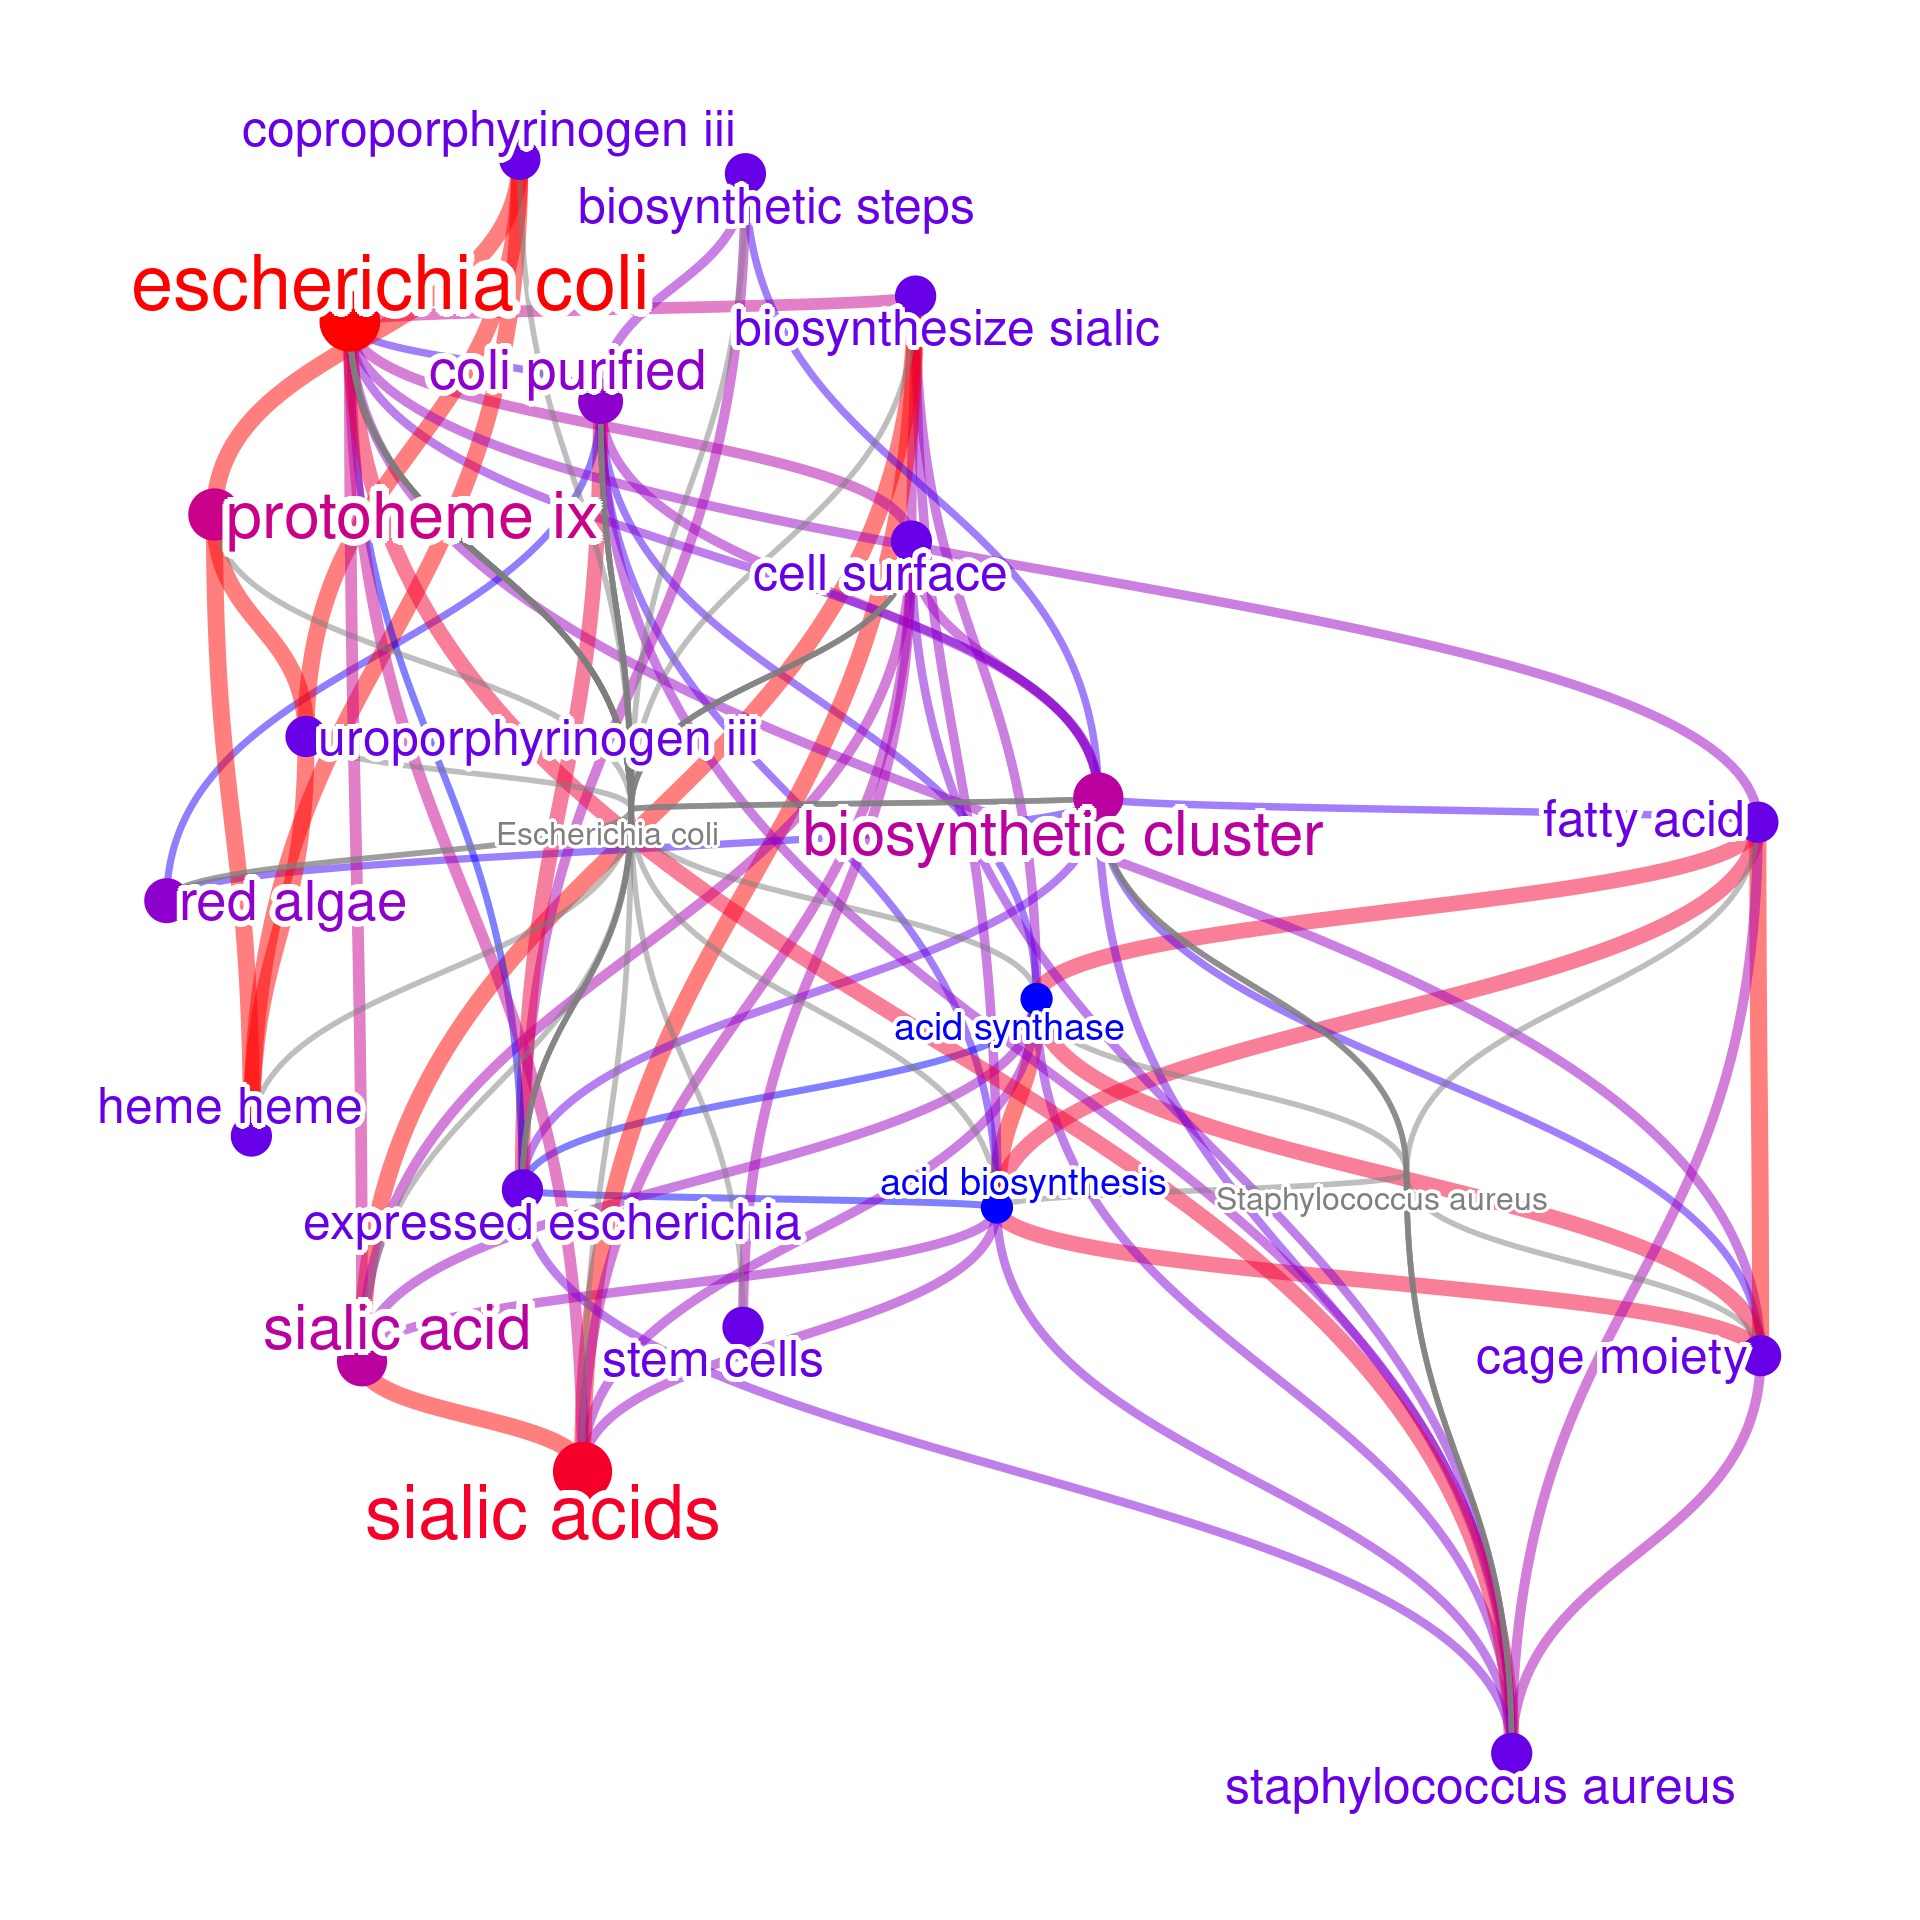 coproporphyrinogen iii
biosynthetic steps
escherichia coli
biosynthesize sialic
coli purified
protoheme ix
cell surface
uroporphyrinogen iii
Escherichia coli
biosynthetic cluster
fatty acid
red algae
acid synthase
heme heme
acid biosynthesis
Staphylococcus aureus
expressed escherichia
sialic acid
stem cells
cage moiety
sialic acids
staphylococcus aureus